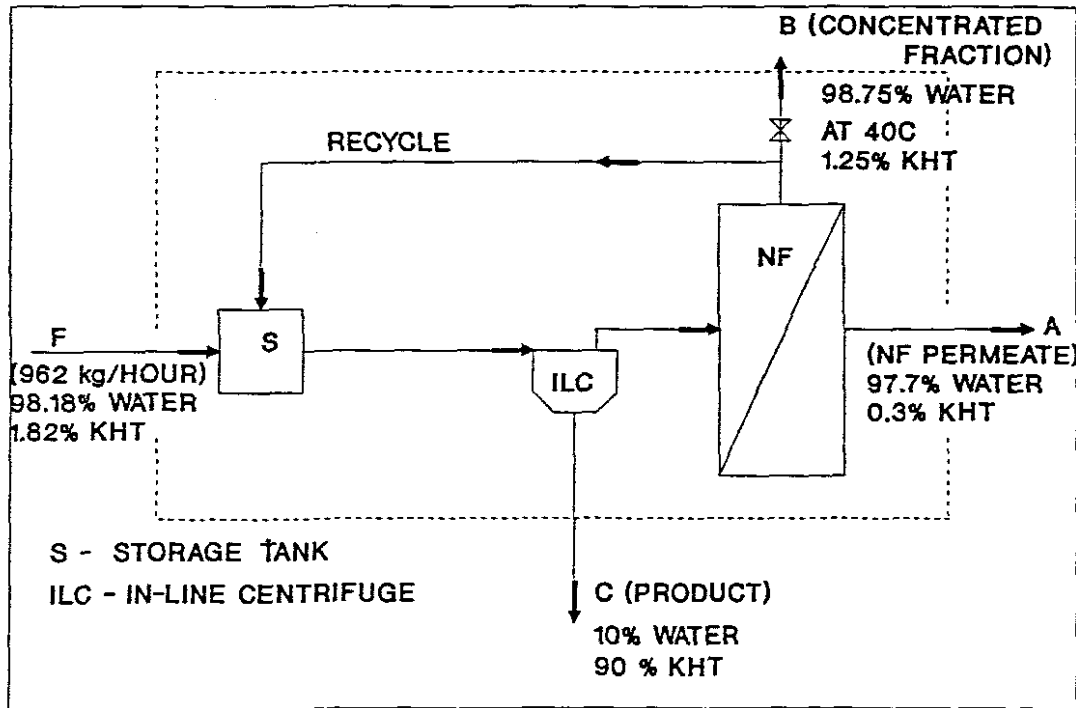 B (CONCENTRATED
FRACTION)
98.75% WATER
AT 40C
1.25% KHT
RECYCLE
NF
F
(962 kg/HOUR)
98.18% WATER
1.82% KHT
S
ILC
A
(NF PERMEATE)
97.7% WATER
0.3% KHT
S - STORAGE TANK
ILC - IN-LINE CENTRIFUGE
C (PRODUCT)
10% WATER
90 % KHT